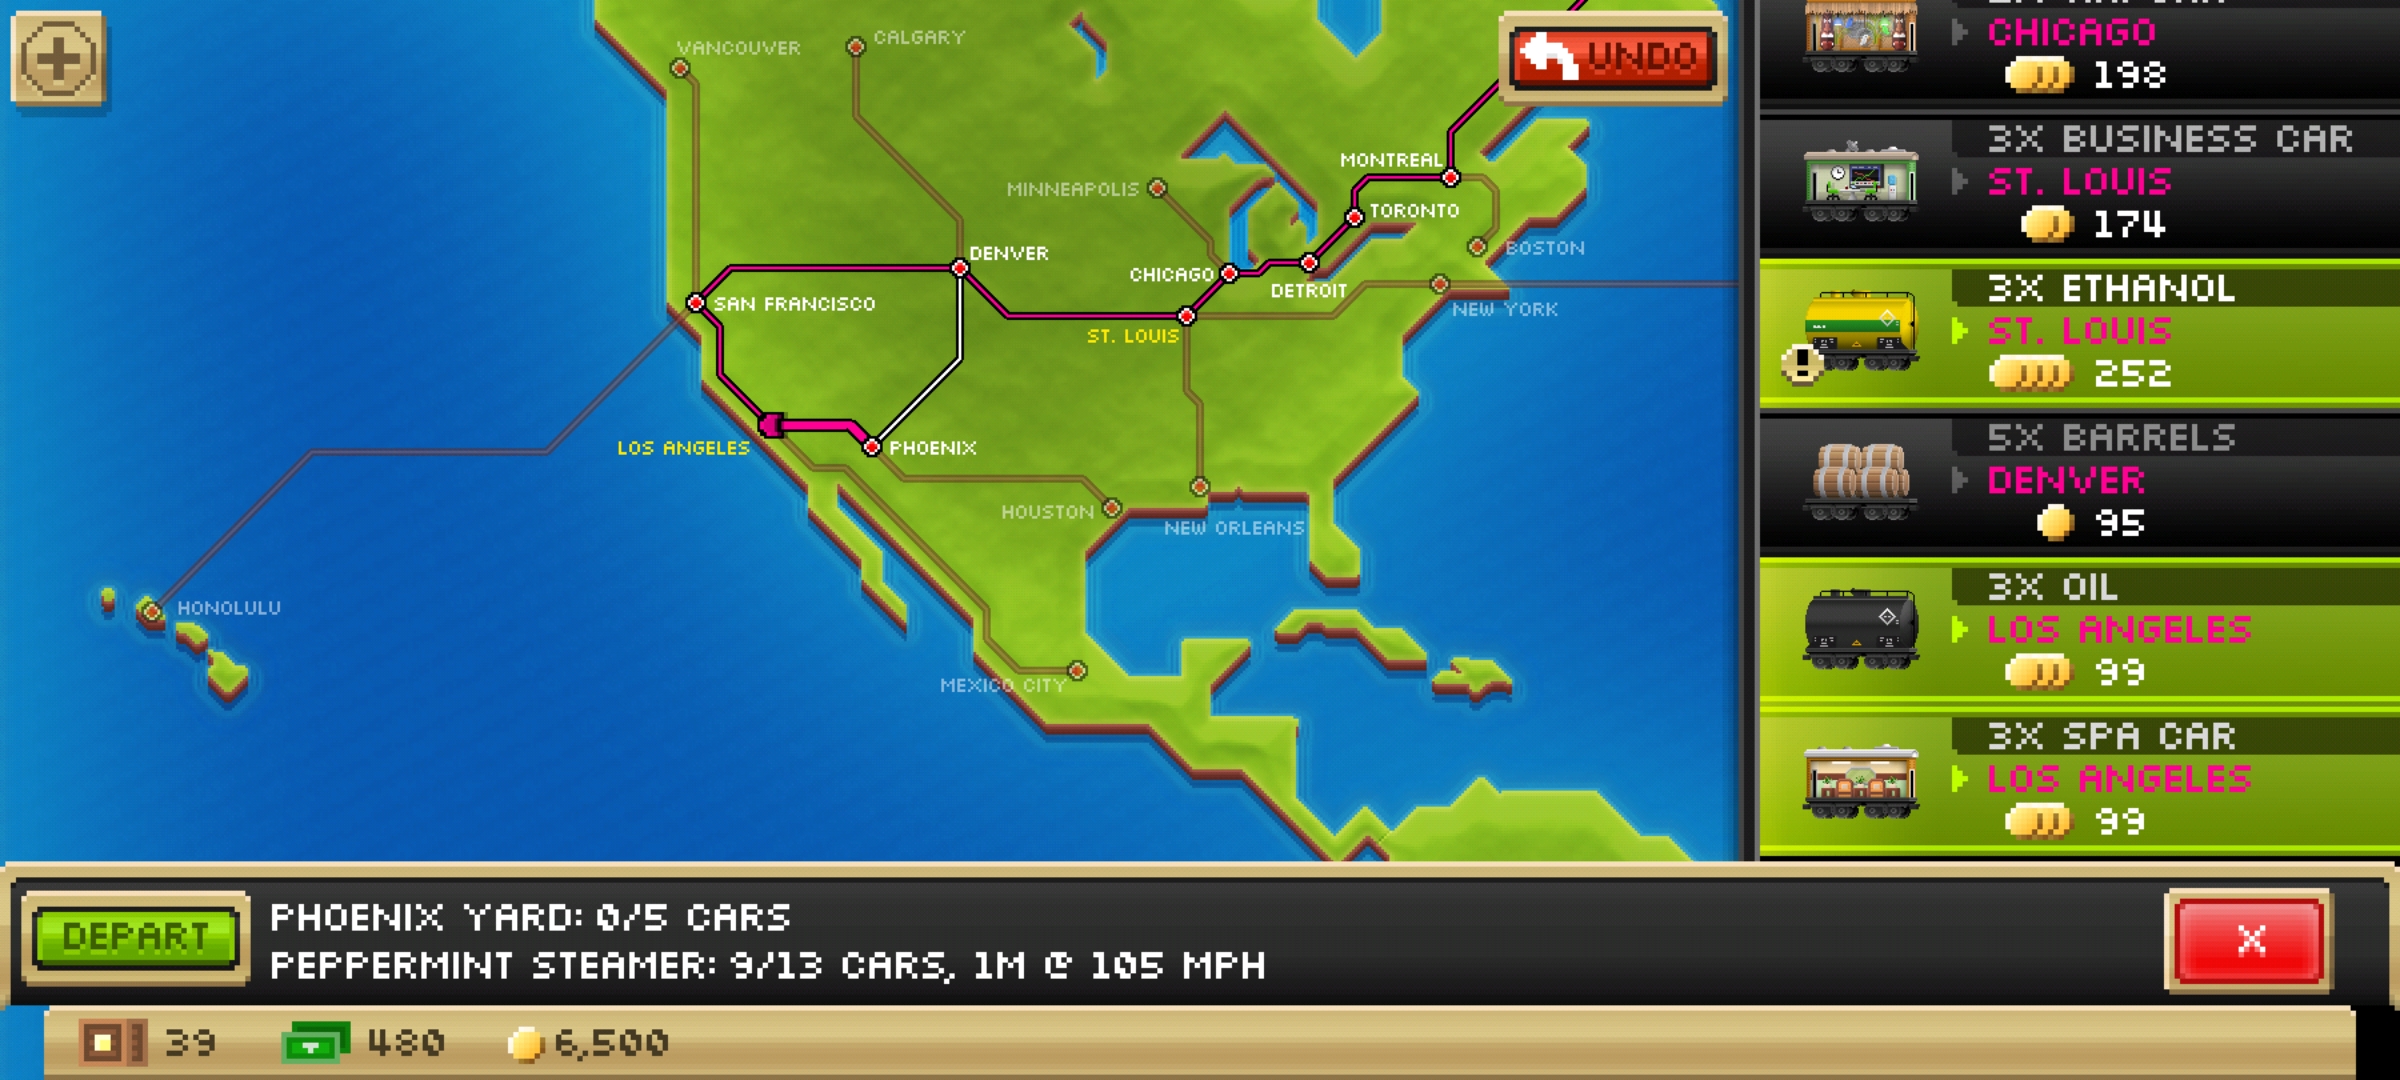 VANCOUVER
CALGARY
UNDO
MONTREAL
MINNEAPOLIS
TORONTO
BOSTON
DENVER
CHICAGO
DETROIT
SAN FRANCISCO
NEW YORK
ST. LOUIS
LOS ANGELES
PHOENIX
HOUSTON
NEW ORLEANS
HONOLULU
MEXICO CITY
CHICAGO
198
3X BUSINESS CAR
ST. LOUIS
174
3X ETHANOL
ST. LOUIS
!
252
5X BARRELS
DENVER
95
3X OIL
LOS ANGELES
99
3X SPA CAR
LOS ANGELES
99
DEPART
PHOENIX YARD: 0/5 CARS
PEPPERMINT STEAMER: 9/13 CARS, 1M @ 105 MPH
X
39
480
6,500